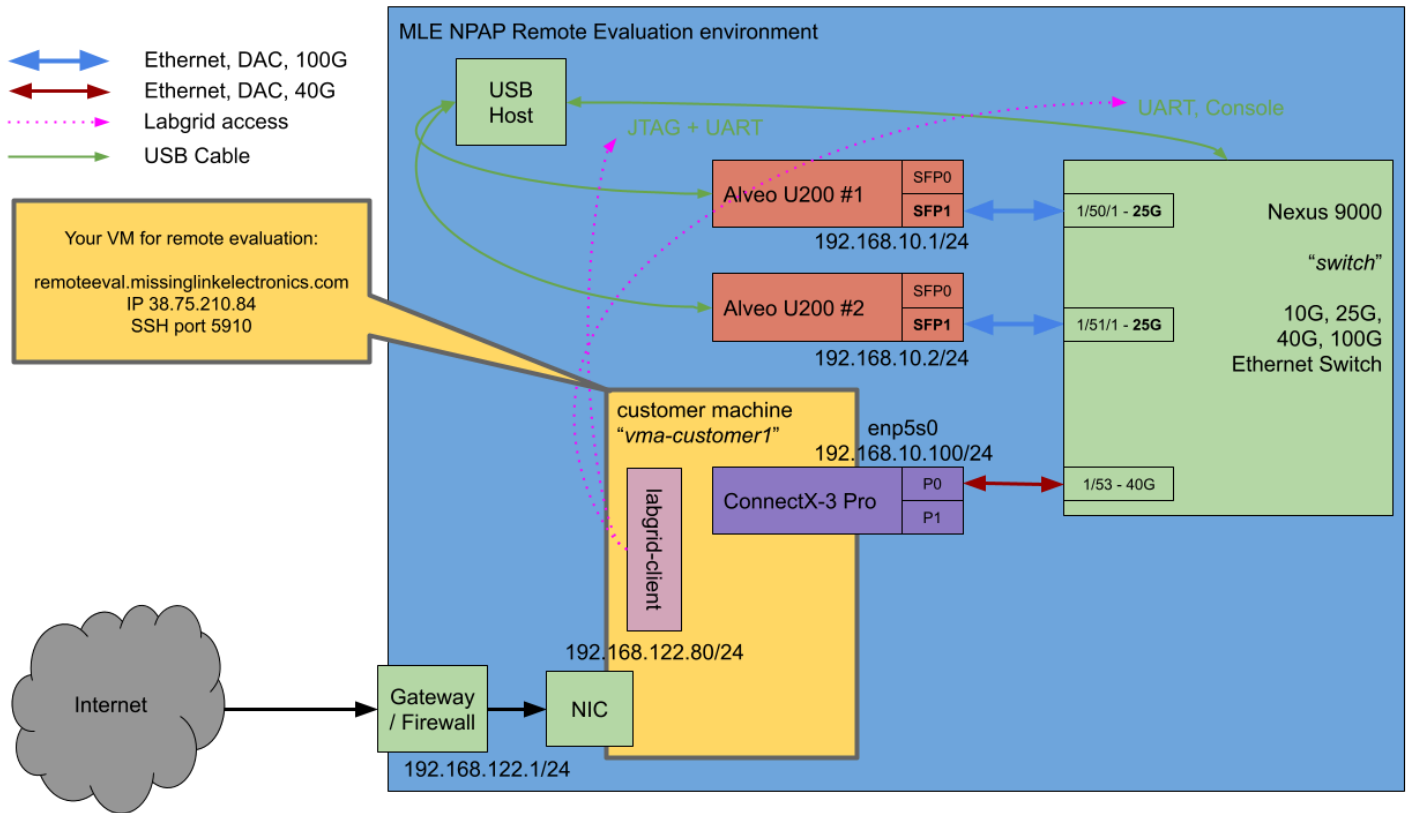 MLE NPAP Remote Evaluation environment
Ethernet, DAC, 100G
Ethernet, DAC, 40G
Labgrid access
USB Cable
USB
Host
JTAG + UART
UART, Console
Your VM for remote evaluation:
remoteeval.missinglinkelectronics.com
IP 38.75.210.84
SSH port 5910
Alveo U200 #1
SFP0
SFP1
192.168.10.1/24
Alveo U200 #2
SFP0
SFP1
192.168.10.2/24
1/50/1 - 25G
1/51/1 - 25G
1/53 - 40G
Nexus 9000
“switch”
10G, 25G,
40G, 100G
Ethernet Switch
customer machine
“vma-customer1”
enp5s0
192.168.10.100/24
ConnectX-3 Pro
P0
P1
labgrid-client
192.168.122.80/24
Internet
Gateway
/ Firewall
NIC
192.168.122.1/24